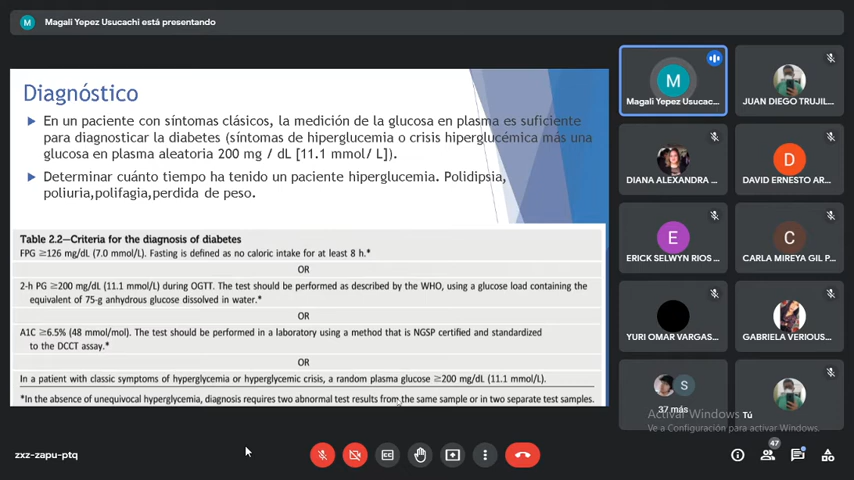 M
Magali Yepez Usucachi está presentando
Diagnóstico
En un paciente con síntomas clásicos, la medición de la glucosa en plasma es suficiente
para diagnosticar la diabetes (síntomas de hiperglucemia o crisis hiperglucémica más una
glucosa en plasma aleatoria 200 mg / dL [11.1 mmol/ L]).
Determinar cuánto tiempo ha tenido un paciente hiperglucemia. Polidipsia,
poliuria,polifagia,perdida de peso.
Table 2.2—Criteria for the diagnosis of diabetes
FPG ≥126 mg/dL (7.0 mmol/L). Fasting is defined as no caloric intake for at least 8 h.*
OR
2-h PG ≥200 mg/dL (11.1 mmol/L) during OGTT. The test should be performed as described by the WHO, using a glucose load containing the
equivalent of 75-g anhydrous glucose dissolved in water.*
OR
A1C ≥6.5% (48 mmol/mol). The test should be performed in a laboratory using a method that is NGSP certified and standardized
to the DCCT assay.*
OR
In a patient with classic symptoms of hyperglycemia or hyperglycemic crisis, a random plasma glucose ≥200 mg/dL (11.1 mmol/L).
*In the absence of unequivocal hyperglycemia, diagnosis requires two abnormal test results from the same sample or in two separate test samples.
M
Magali Yepez Usucac...
JUAN DIEGO TRUJIL...
DIANA ALEXANDRA ...
D
DAVID ERNESTO AR...
E
ERICK SELWYN RIOS ...
C
CARLA MIREYA GIL P...
YURI OMAR VARGAS...
GABRIELA VERIOUS...
S
37 más
Tú
Activar Windows
Ve a Configuración para activar Windows.
zxz-zapu-ptq
CC
47